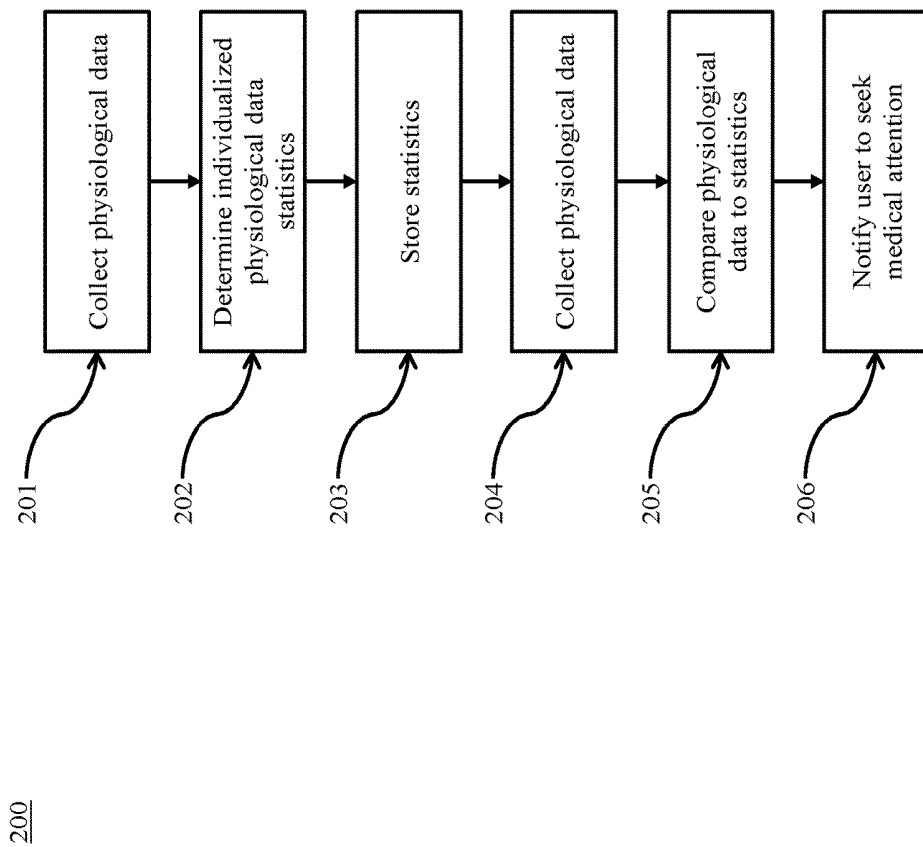 200
201
Collect physiological data
202
Determine individualized
physiological data
statistics
203
Store statistics
204
Collect physiological data
205
Compare physiological
data to statistics
206
Notify user to seek
medical attention